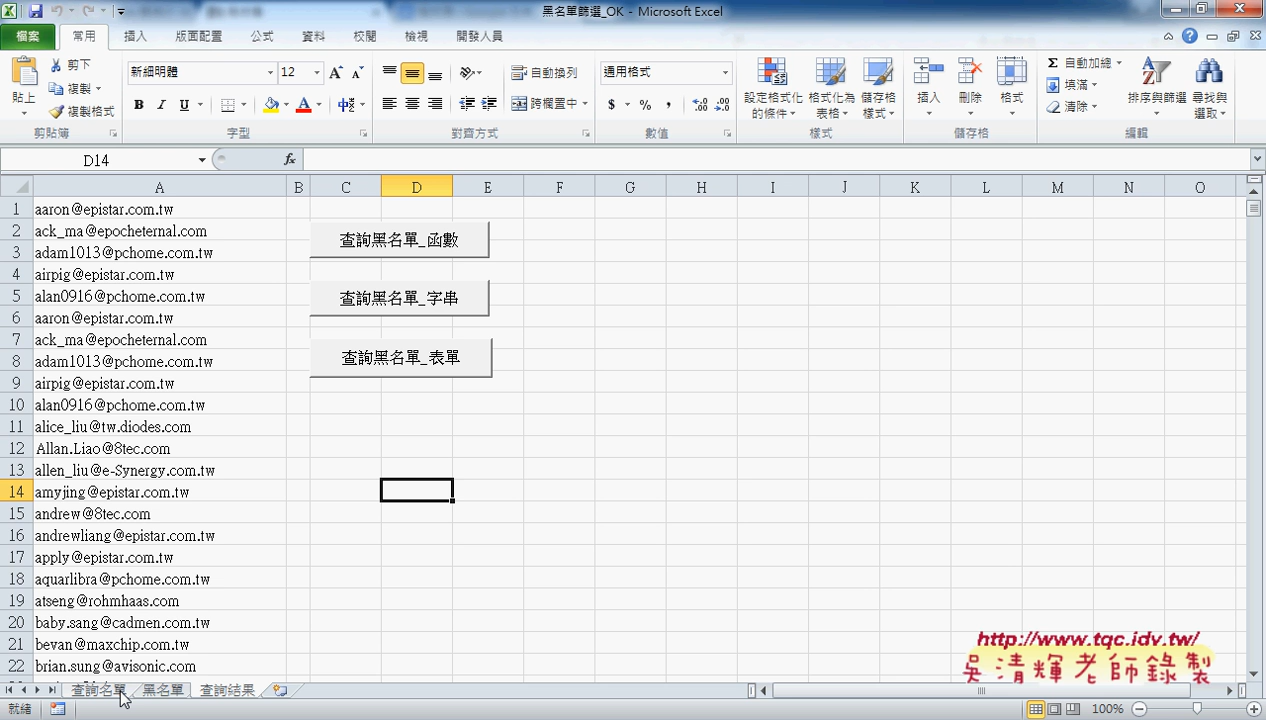 黑名單篩選_OK - Microsoft Excel
檔案 常用 插入 版面配置 公式 資料 校閱 檢視 開發人員
貼上 剪下 複製 複製格式 剪貼簿
新細明體 12 B I U 字型
自動換列 跨欄置中 對齊方式
通用格式 $ % , 數值
設定格式化的條件 格式化為表格 儲存格樣式 樣式
插入 刪除 格式 儲存格
Σ 自動加總 填滿 清除 排序與篩選 尋找與選取 編輯
D14 fx
A B C D E F G H I J K L M N O
1 aaron@epistar.com.tw
2 ack_ma@epocheternal.com
查詢黑名單_函數
3 adam1013@pchome.com.tw
4 airpig@epistar.com.tw
5 alan0916@pchome.com.tw
查詢黑名單_字串
6 aaron@epistar.com.tw
7 ack_ma@epocheternal.com
8 adam1013@pchome.com.tw
查詢黑名單_表單
9 airpig@epistar.com.tw
10 alan0916@pchome.com.tw
11 alice_liu@tw.diodes.com
12 Allan.Liao@8tec.com
13 allen_liu@e-Synergy.com.tw
14 amyjing@epistar.com.tw
15 andrew@8tec.com
16 andrewliang@epistar.com.tw
17 apply@epistar.com.tw
18 aquarlibra@pchome.com.tw
19 atseng@rohmhaas.com
20 baby.sang@cadmen.com.tw
21 bevan@maxchip.com.tw
22 brian.sung@avisonic.com
http://www.tqc.idv.tw/
吳清輝老師錄製
查詢名單 黑名單 查詢結果
就緒 100%